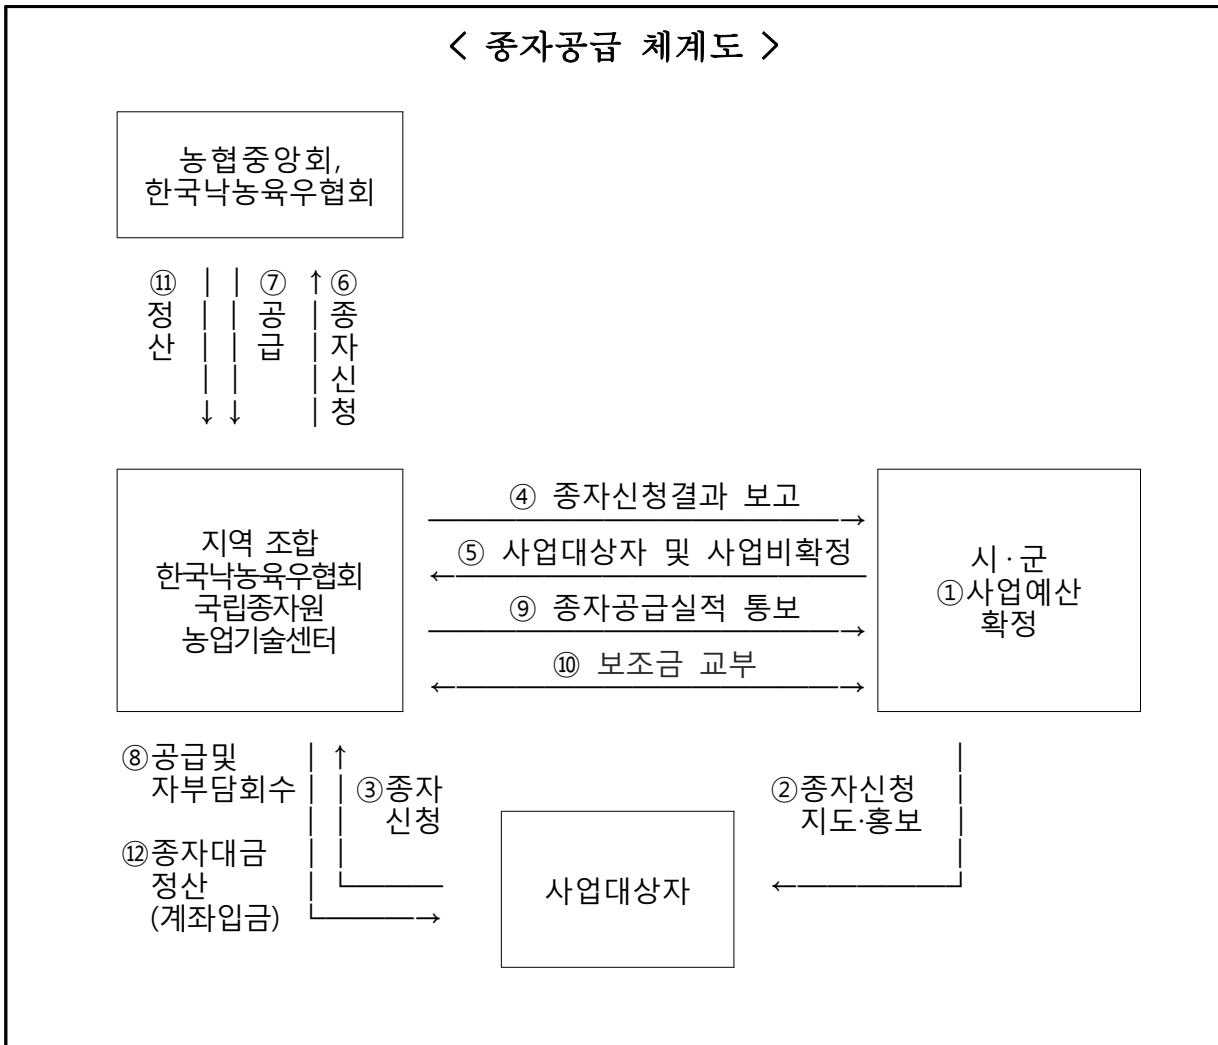 < 종자공급 체계도 >
농협중앙회,
한국낙농육우협회
⑪
정
산
⑦
공
급
⑥
종
자
신
청
지역 조합
한국낙농육우협회
국립종자원
농업기술센터
④ 종자신청결과 보고
⑤ 사업대상자 및 사업비확정
⑨ 종자공급실적 통보
⑩ 보조금 교부
시·군
①사업예산
확정
⑧공급및
자부담회수
③종자
신청
②종자신청
지도·홍보
⑫종자대금
정산
(계좌입금)
사업대상자